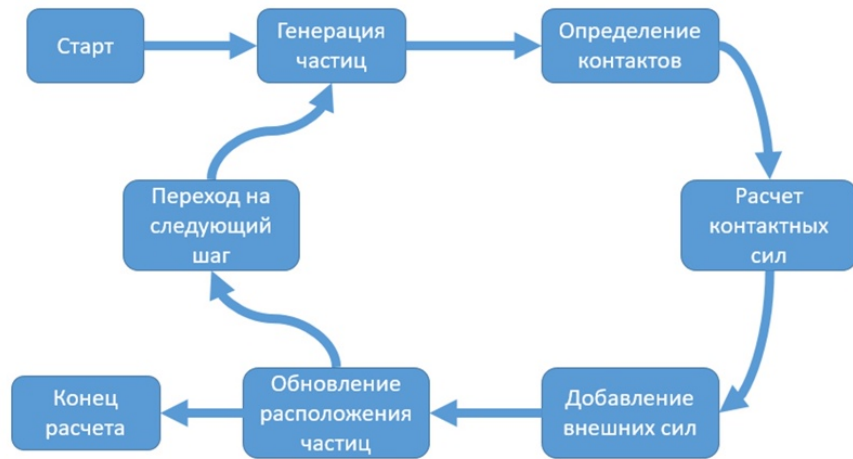 Старт
Генерация
частиц
Определение
контактов
Расчет
контактных
сил
Добавление
внешних сил
Обновление
расположения
частиц
Переход на
следующий
шаг
Конец
расчета